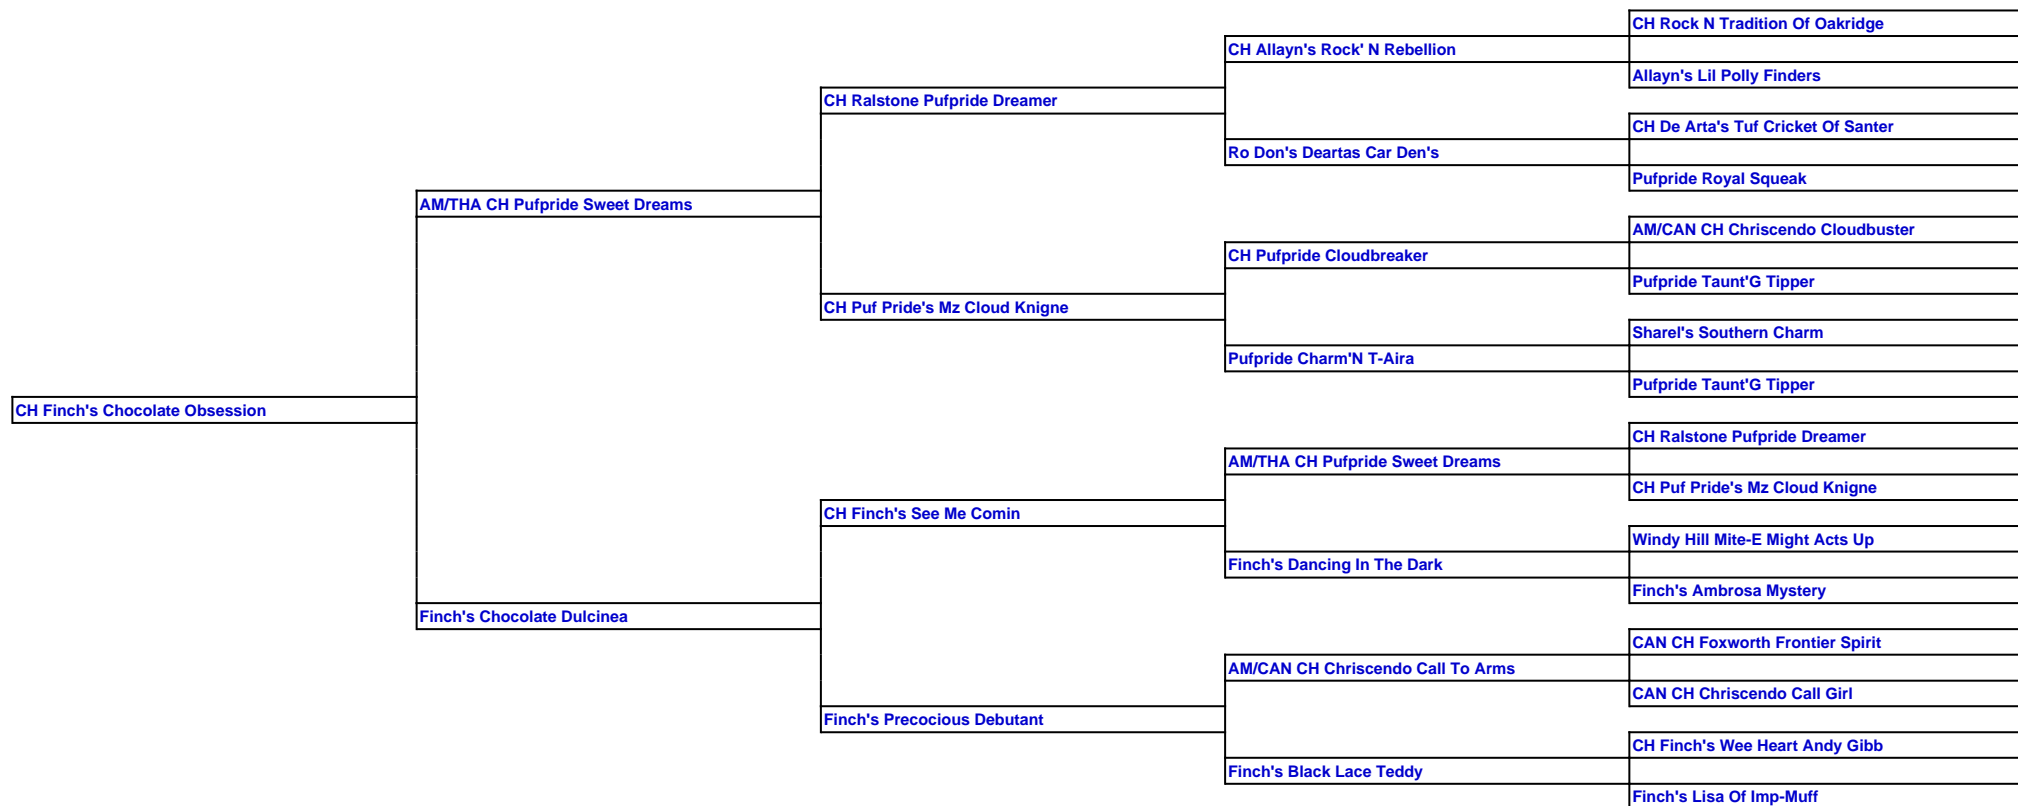 CH Rock N Tradition Of Oakridge
CH Allayn's Rock' N Rebellion
Allayn's Lil Polly Finders
CH Ralstone Pufpride Dreamer
CH De Arta's Tuf Cricket Of Santer
Ro Don's Deartas Car Den's
Pufpride Royal Squeak
AM/THA CH Pufpride Sweet Dreams
AM/CAN CH Chriscendo Cloudbuster
CH Pufpride Cloudbreaker
Pufpride Taunt'G Tipper
CH Puf Pride's Mz Cloud Knigne
Sharel's Southern Charm
Pufpride Charm'N T-Aira
Pufpride Taunt'G Tipper
CH Finch's Chocolate Obsession
CH Ralstone Pufpride Dreamer
AM/THA CH Pufpride Sweet Dreams
CH Puf Pride's Mz Cloud Knigne
CH Finch's See Me Comin
Windy Hill Mite-E Might Acts Up
Finch's Dancing In The Dark
Finch's Ambrosa Mystery
Finch's Chocolate Dulcinea
CAN CH Foxworth Frontier Spirit
AM/CAN CH Chriscendo Call To Arms
CAN CH Chriscendo Call Girl
Finch's Precocious Debutant
CH Finch's Wee Heart Andy Gibb
Finch's Black Lace Teddy
Finch's Lisa Of Imp-Muff